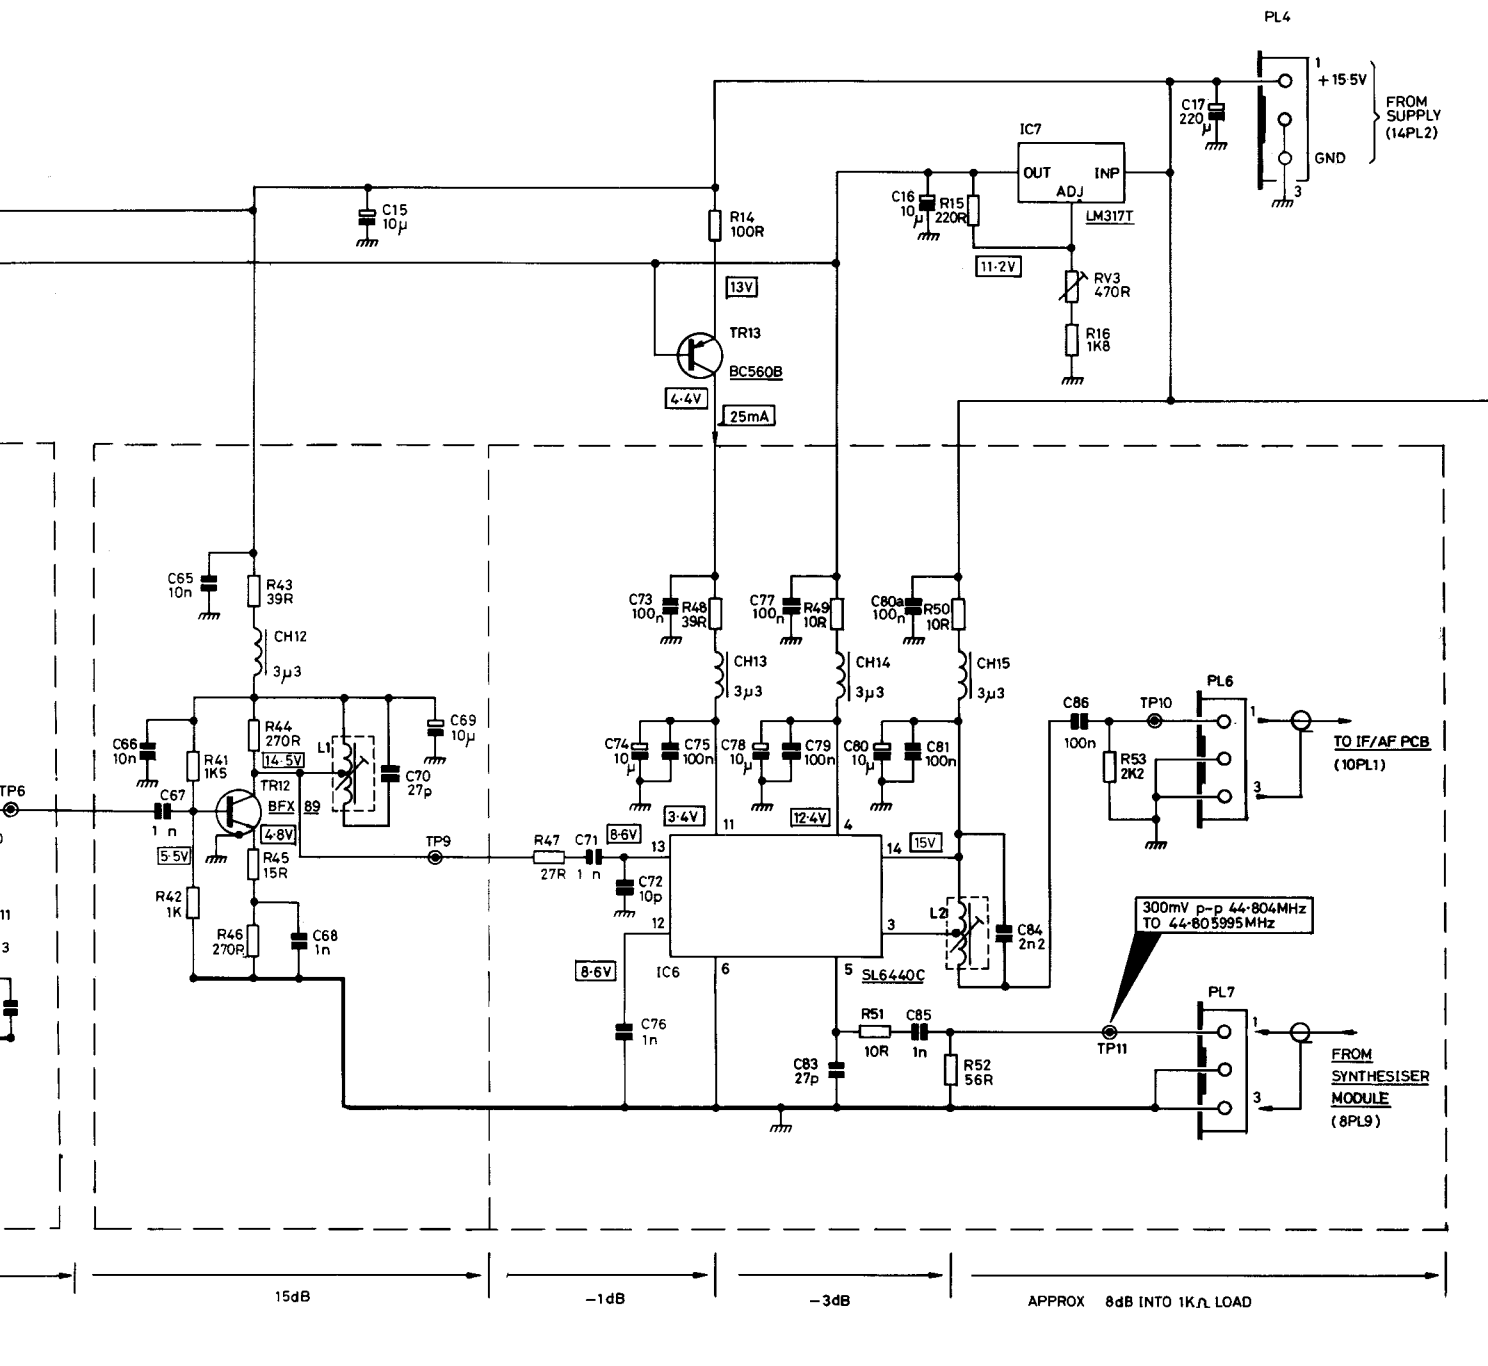 PL4
1
+15·5V
FROM
SUPPLY
(14PL2)
GND
3
C17
220
µ
IC7
OUT INP
ADJ
LM317T
C16
10
µ
R15
220R
11·2V
RV3
470R
R16
1K8
C15
10µ
R14
100R
13V
TR13
BC560B
4·4V
25mA
C65
10n
R43
39R
CH12
3µ3
C73
100n
R48
39R
C77
100n
R49
10R
C80a
100n
R50
10R
CH13
3µ3
CH14
3µ3
CH15
3µ3
C66
10n
R41
1K5
R44
270R
14·5V
L1
C69
10µ
C70
27p
TR12
BFX 89
4·8V
C67
1 n
5·5V
TP6
R45
15R
R42
1K
R46
270R
C68
1n
11
3
TP9
C74
10
µ
C75
100n
C78
10
µ
C79
100n
C80
10
µ
C81
100n
3·4V
11
12·4V
4
R47
27R
C71
1 n
8·6V
13
C72
10p
12
14
15V
3
L2
C84
2n2
8·6V
IC6
6
5
SL6440C
C76
1n
C86
100n
TP10
R53
2K2
PL6
1
3
TO IF/AF PCB
(10PL1)
300mV p-p 44·804MHz
TO 44·805995MHz
R51
10R
C85
1n
C83
27p
R52
56R
TP11
PL7
1
3
FROM
SYNTHESISER
MODULE
(8PL9)
15dB
-1dB
-3dB
APPROX 8dB INTO 1KΩ LOAD